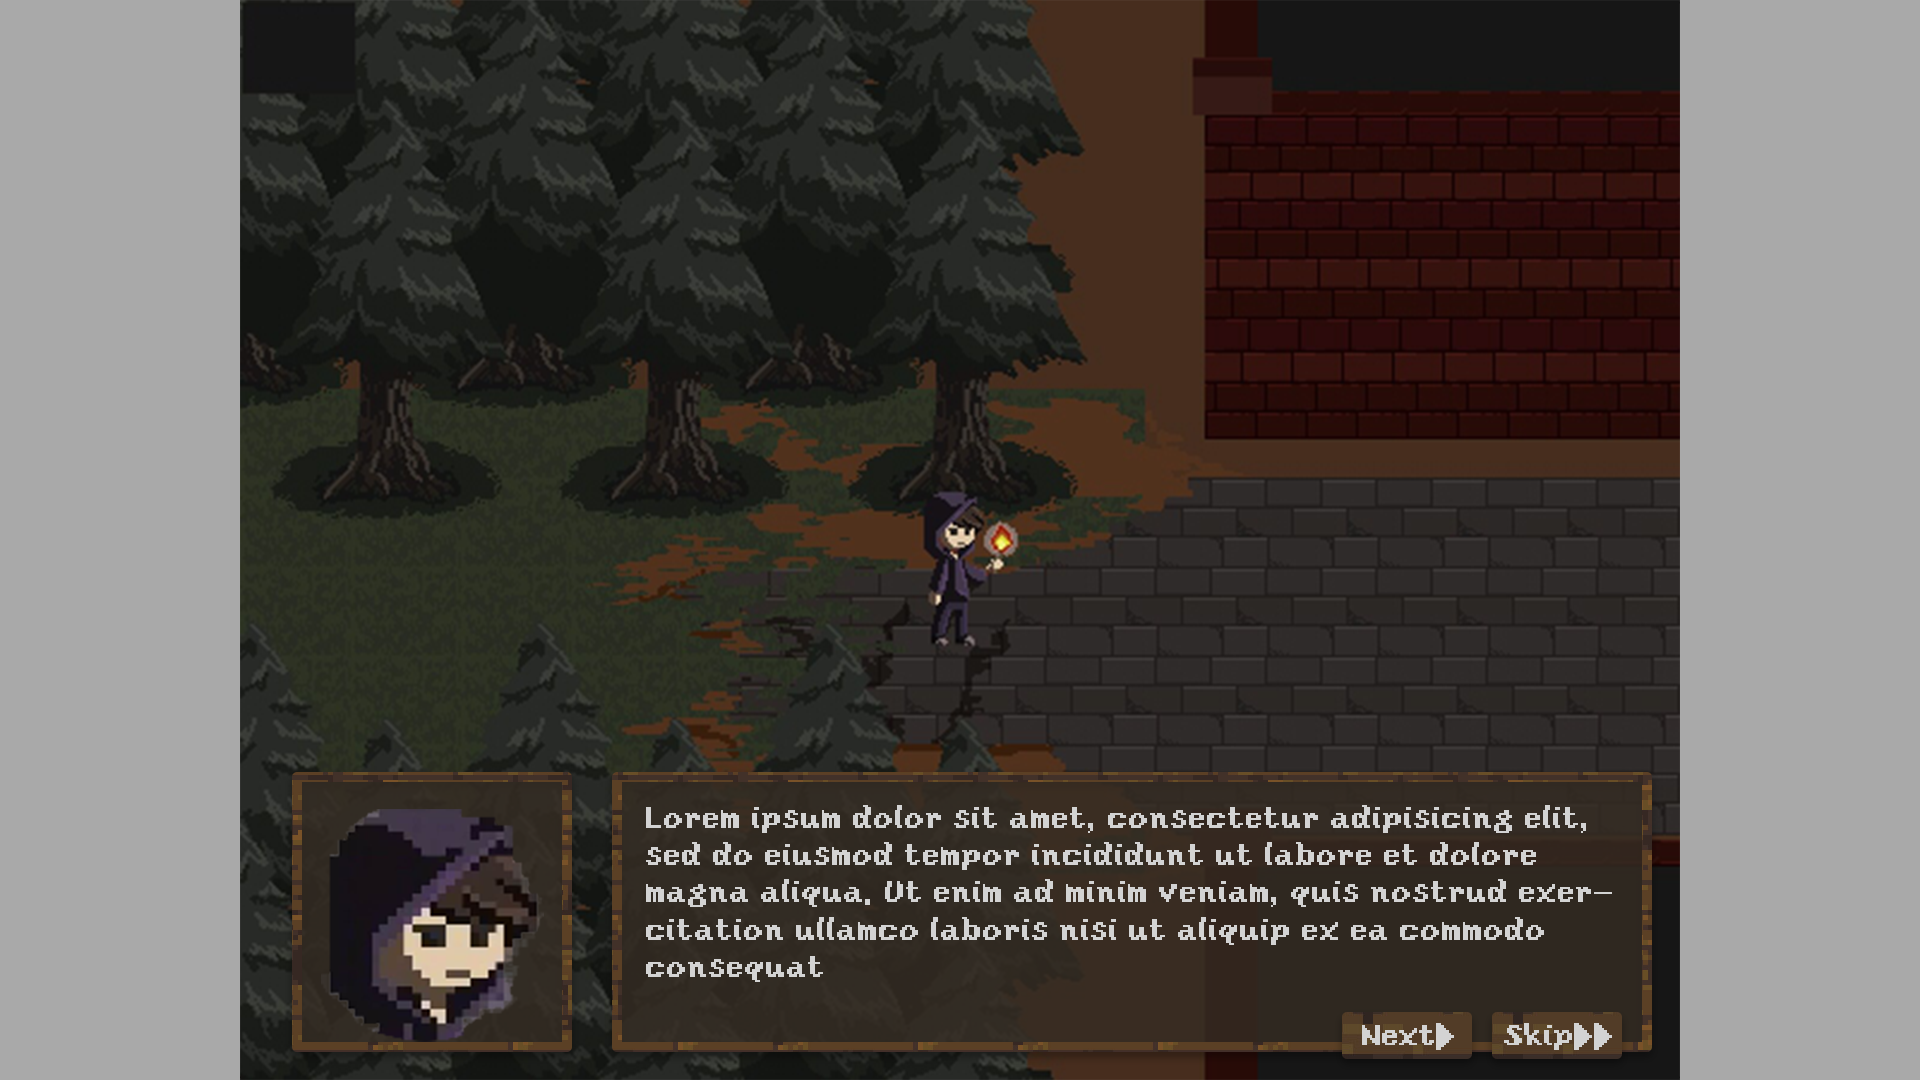 Lorem ipsum dolor sit amet, consectetur adipisicing elit,
sed do eiusmod tempor incididunt ut labore et dolore
magna aliqua. Ut enim ad minim veniam, quis nostrud exer-
citation ullamco laboris nisi ut aliquip ex ea commodo
consequat
Next
Skip